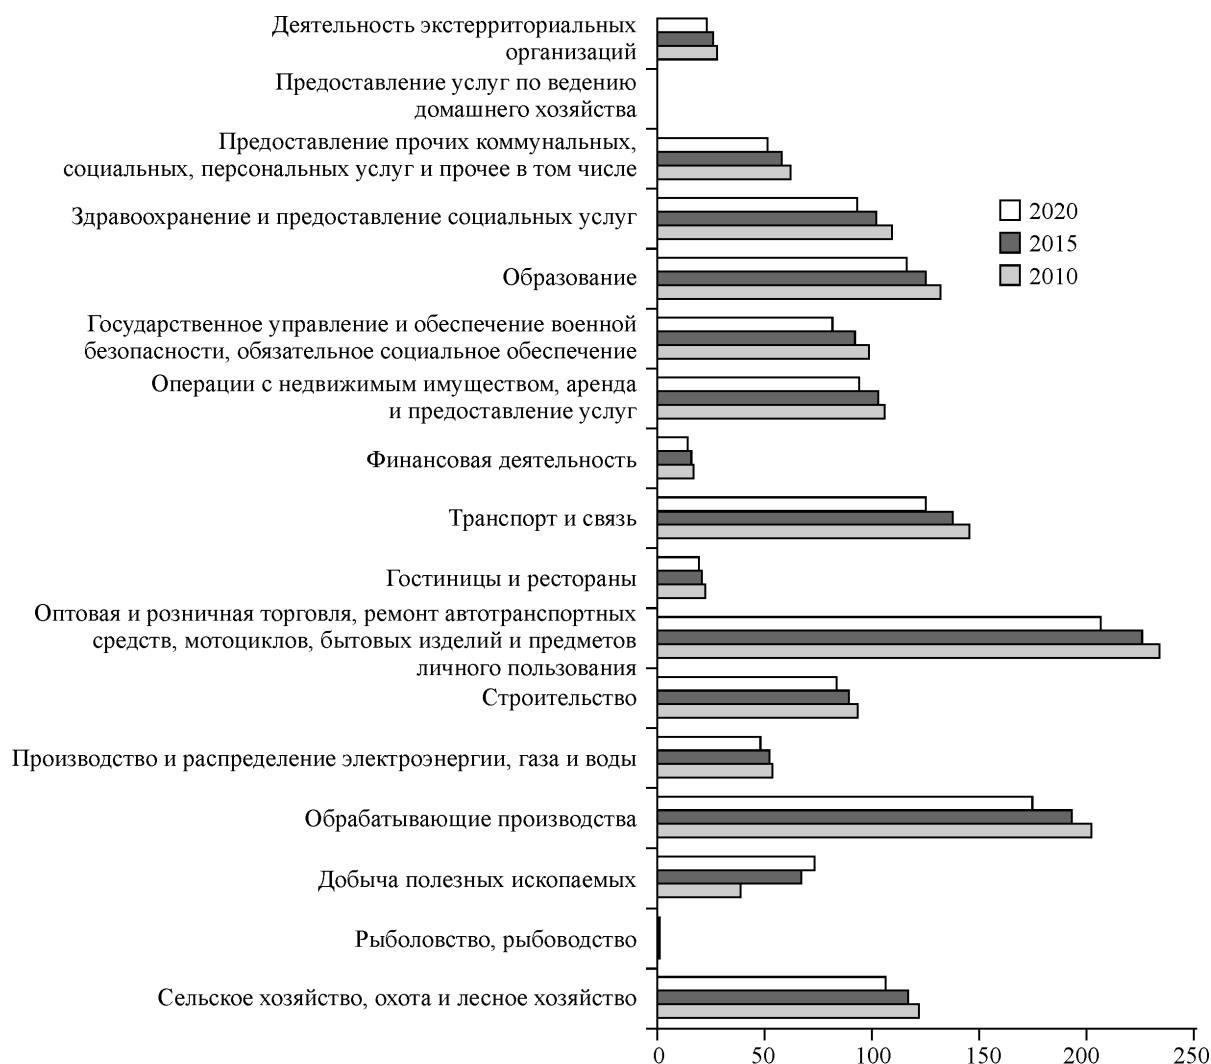 Деятельность экстерриториальных
организаций
Предоставление услуг по ведению
домашнего хозяйства
Предоставление прочих коммунальных,
социальных, персональных услуг и прочее в том числе
Здравоохранение и предоставление социальных услуг
2020
2015
2010
Образование
Государственное управление и обеспечение военной
безопасности, обязательное социальное обеспечение
Операции с недвижимым имуществом, аренда
и предоставление услуг
Финансовая деятельность
Транспорт и связь
Гостиницы и рестораны
Оптовая и розничная торговля, ремонт автотранспортных
средств, мотоциклов, бытовых изделий и предметов
личного пользования
Строительство
Производство и распределение электроэнергии, газа и воды
Обрабатывающие производства
Добыча полезных ископаемых
Рыболовство, рыбоводство
Сельское хозяйство, охота и лесное хозяйство
0 50 100 150 200 250